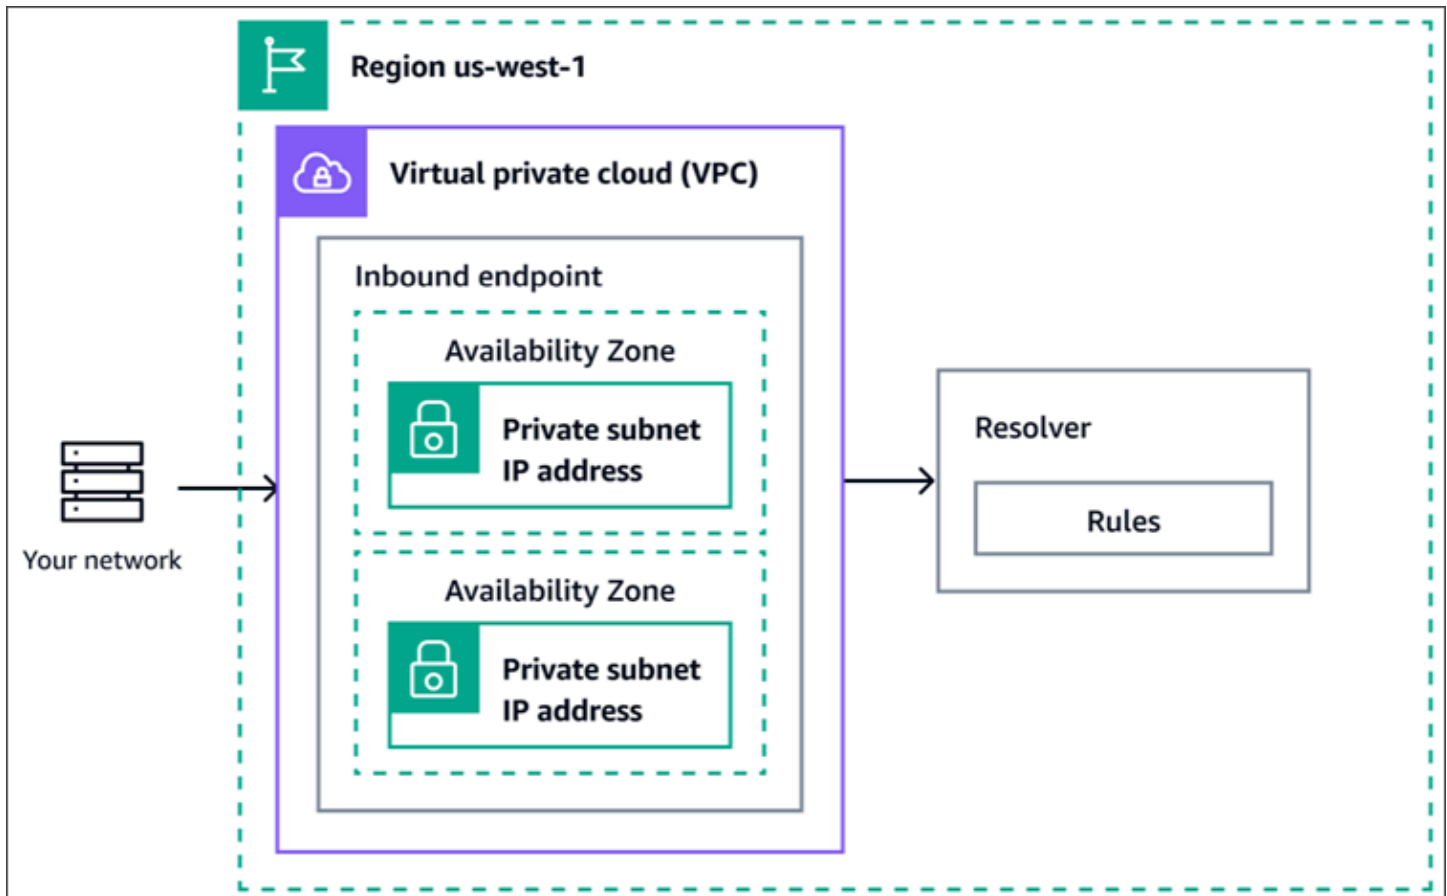 Region us-west-1
Virtual private cloud (VPC)
Inbound endpoint
Availability Zone
Private subnet
IP address
Availability Zone
Private subnet
IP address
Your network
Resolver
Rules